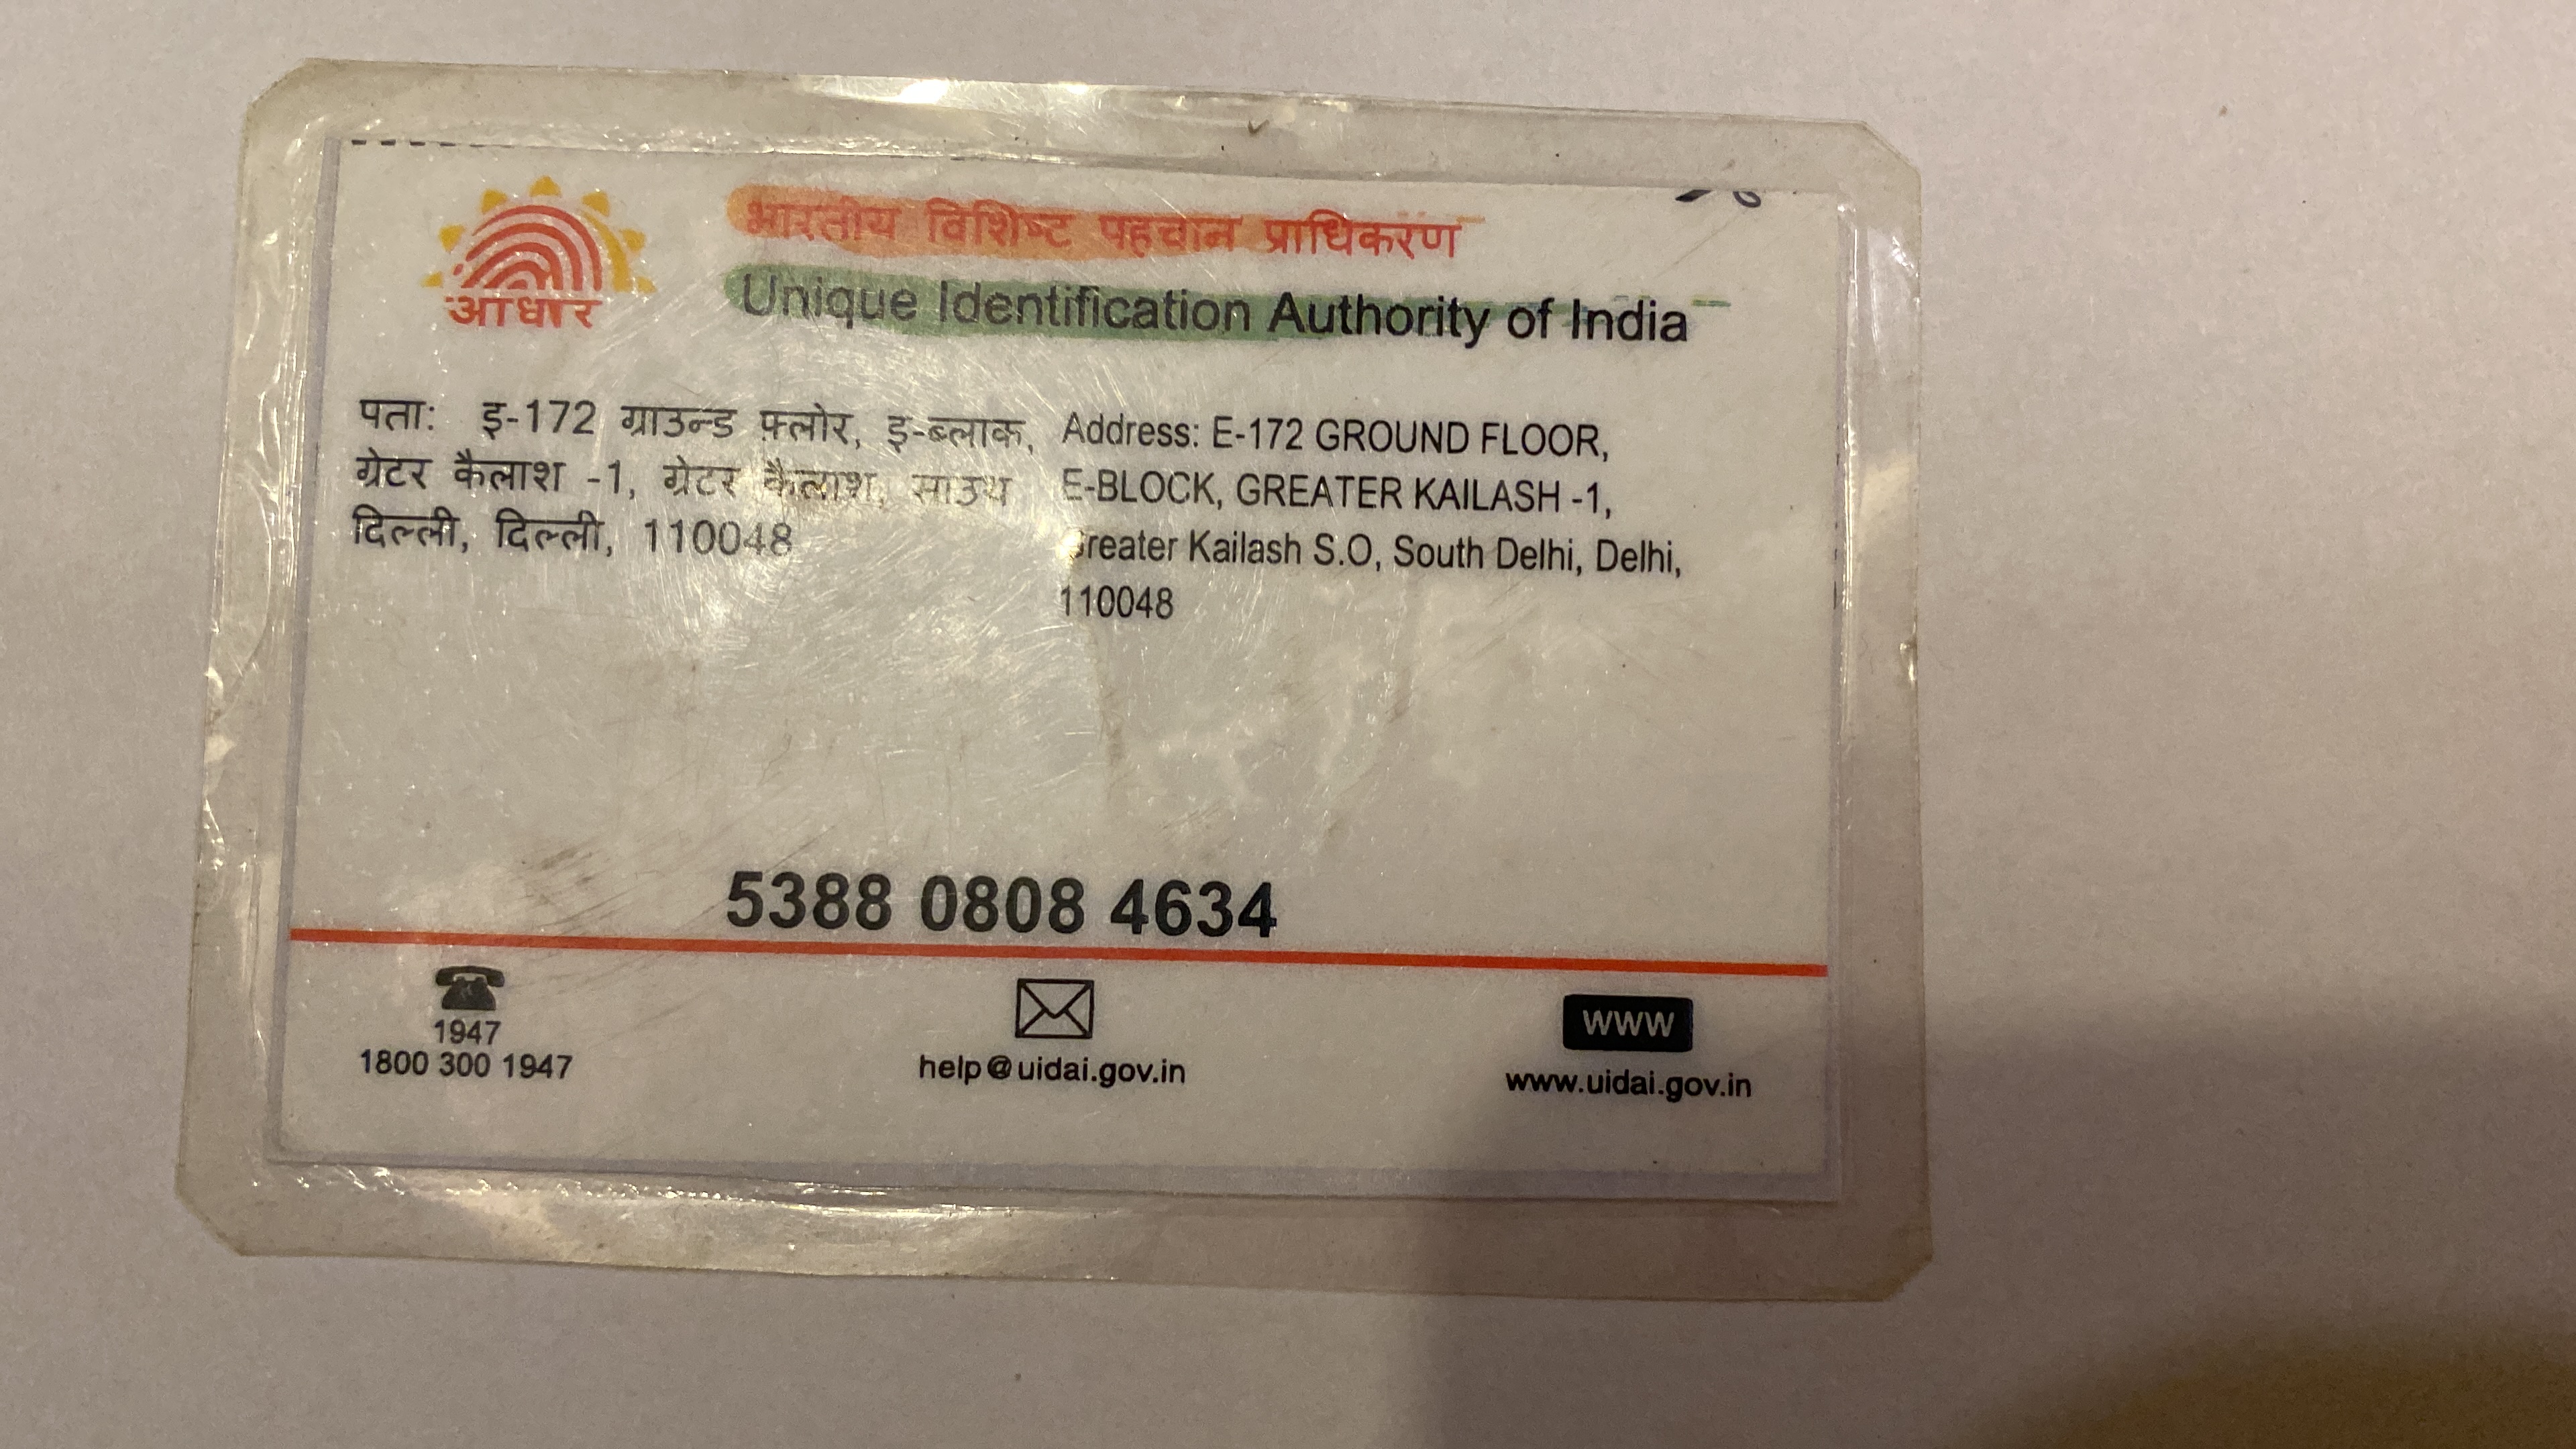 आधार
भारतीय विशिष्ट पहचान प्राधिकरण
Unique Identification Authority of India
पता: इ-172 ग्राउन्ड फ़्लोर, इ-ब्लाक,
ग्रेटर कैलाश -1, ग्रेटर कैलाश, साउथ
दिल्ली, दिल्ली, 110048
Address: E-172 GROUND FLOOR,
E-BLOCK, GREATER KAILASH -1,
Greater Kailash S.O, South Delhi, Delhi,
110048
5388 0808 4634
1947
1800 300 1947
help@uidai.gov.in
WWW
www.uidai.gov.in